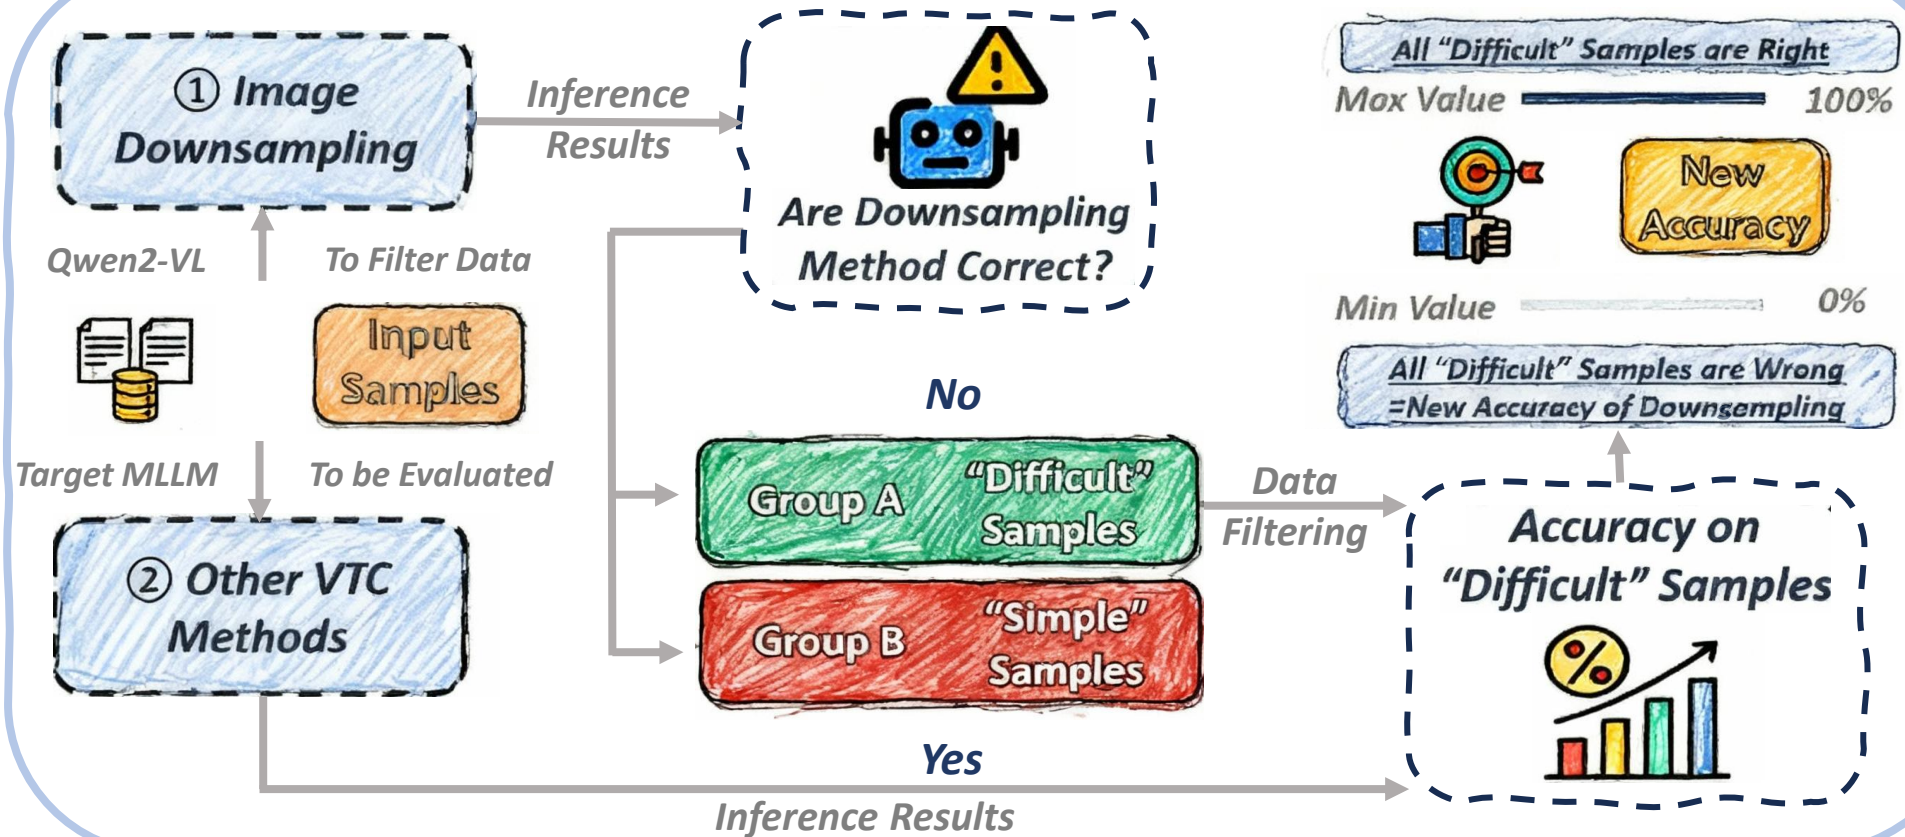 ① Image
Downsampling
Inference
Results
Are Downsampling
Method Correct?
All “Difficult” Samples are Right
Max Value
100%
New
Accuracy
Min Value
0%
All “Difficult” Samples are Wrong
=New Accuracy of Downsempling
Qwen2-VL
To Filter Data
Input
Samples
Target MLLM
To be Evaluated
② Other VTC
Methods
No
Group A
“Difficult”
Samples
Group B
“Simple”
Samples
Yes
Data
Filtering
Accuracy on
“Difficult” Samples
%
Inference Results